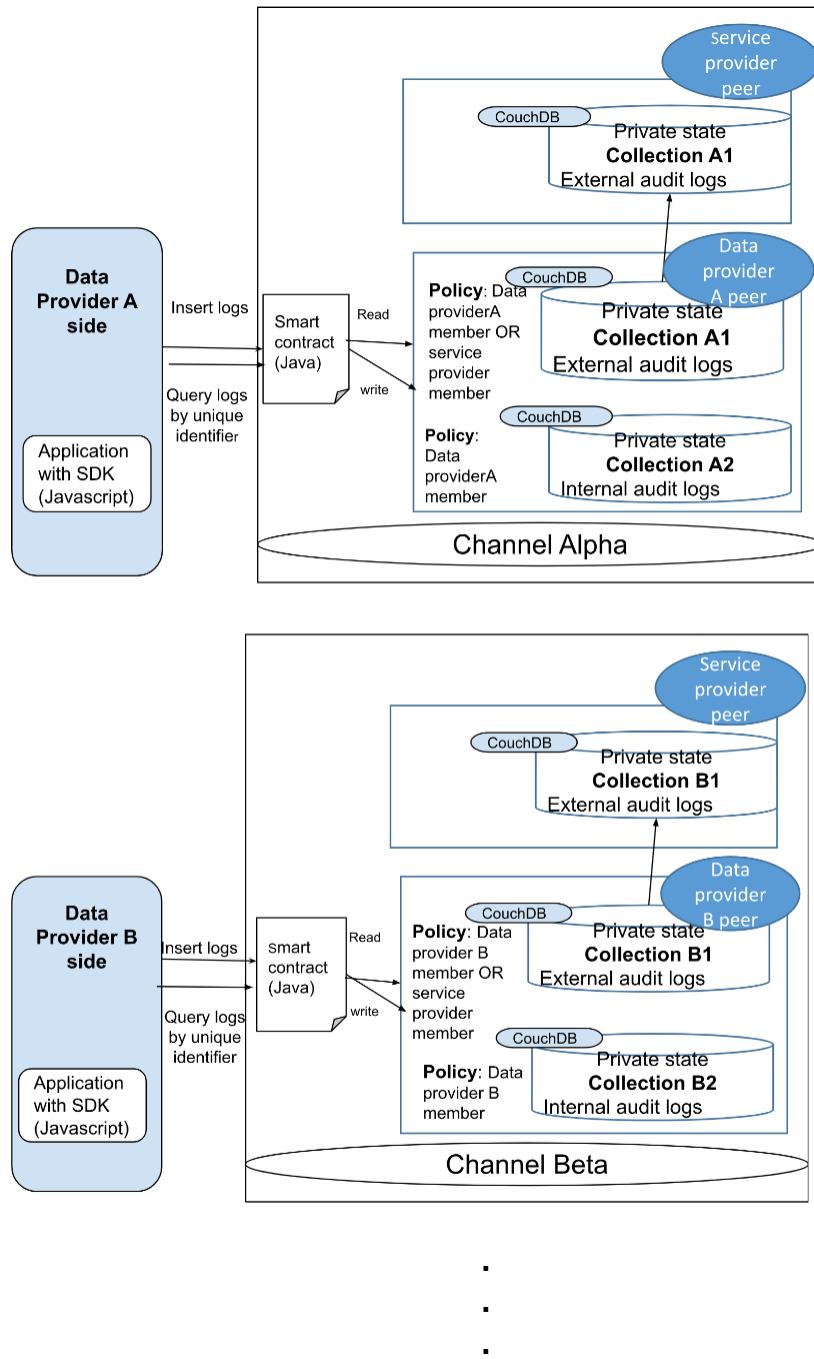 Service
provider
peer
CouchDB
Private state
Collection A1
External audit logs
Data
provider
A peer
CouchDB
Private state
Collection A1
External audit logs
Policy: Data
providerA
member OR
service
provider
member
CouchDB
Private state
Collection A2
Internal audit logs
Policy:
Data
providerA
member
Data
Provider A
side
Insert logs
Query logs
by unique
identifier
Application
with SDK
(Javascript)
Smart
contract
(Java)
Read
write
Channel Alpha
Service
provider
peer
CouchDB
Private state
Collection B1
External audit logs
Data
provider
B peer
CouchDB
Private state
Collection B1
External audit logs
Policy: Data
provider B
member OR
service
provider
member
CouchDB
Private state
Collection B2
Internal audit logs
Policy: Data
provider B
member
Data
Provider B
side
Insert logs
Query logs
by unique
identifier
Application
with SDK
(Javascript)
smart
contract
(Java)
Read
write
Channel Beta
.
.
.